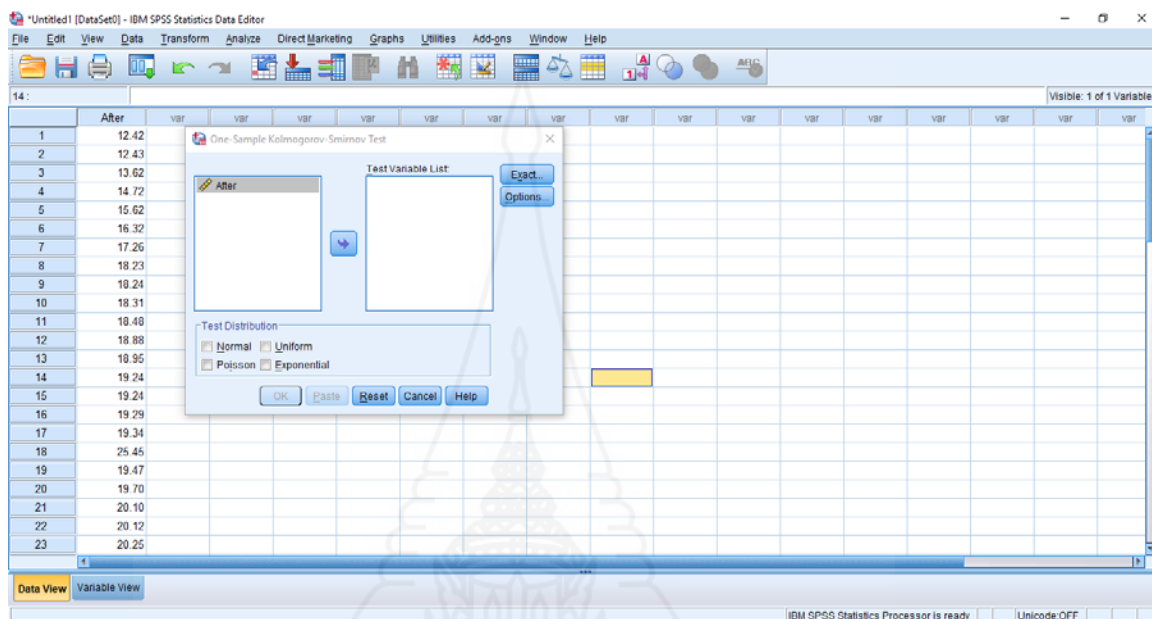 *Untitled1 [DataSet0] - IBM SPSS Statistics Data Editor
File Edit View Data Transform Analyze Direct Marketing Graphs Utilities Add-ons Window Help
14 :
Visible: 1 of 1 Variable
After var var var var var var var var var var var var var var var var
One-Sample Kolmogorov-Smirnov Test
Test Variable List:
After
Exact...
Options...
Test Distribution
Normal Uniform
Poisson Exponential
OK Paste Reset Cancel Help
1 12.42
2 12.43
3 13.62
4 14.72
5 15.62
6 16.32
7 17.26
8 18.23
9 18.24
10 18.31
11 18.48
12 18.88
13 18.95
14 19.24
15 19.24
16 19.29
17 19.34
18 25.45
19 19.47
20 19.70
21 20.10
22 20.12
23 20.25
Data View Variable View
IBM SPSS Statistics Processor is ready Unicode:OFF